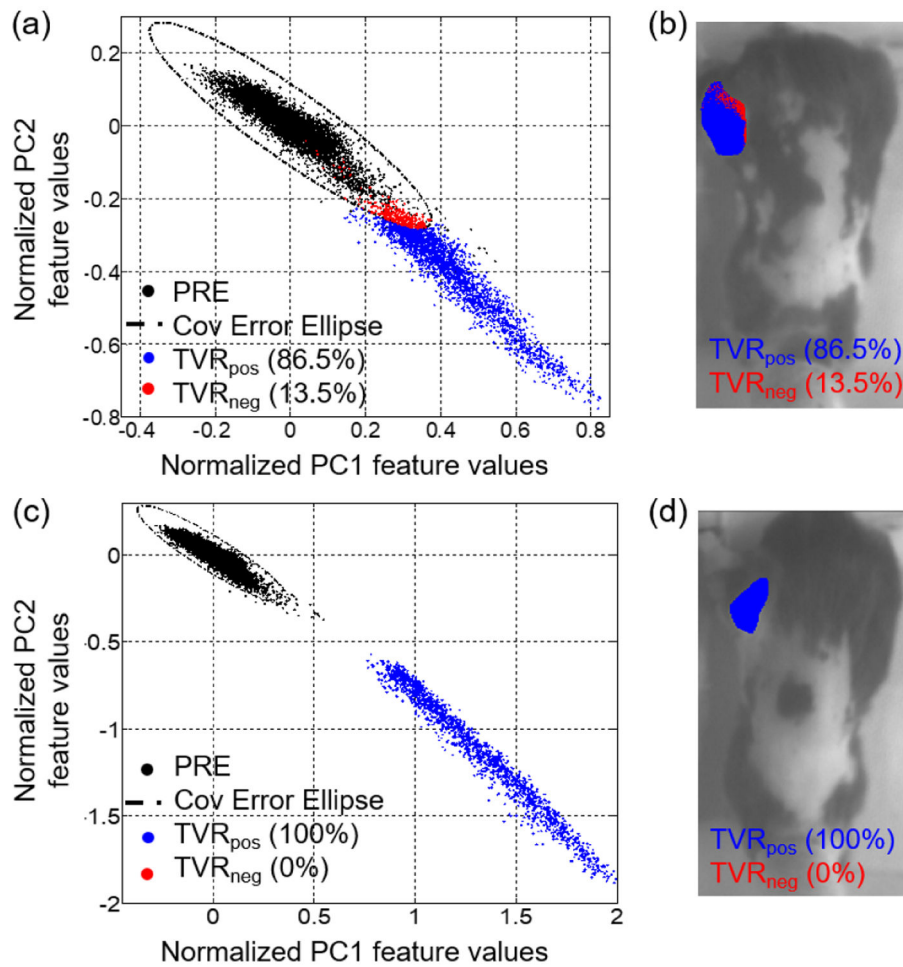 (a)
Normalized PC2
feature values
0.2
0
-0.2
-0.4
-0.6
-0.8
PRE
Cov Error Ellipse
TVRpos (86.5%)
TVRneg (13.5%)
-0.4 -0.2 0 0.2 0.4 0.6 0.8
Normalized PC1 feature values
(b)
TVRpos (86.5%)
TVRneg (13.5%)
(c)
Normalized PC2
feature values
0
-0.5
-1
-1.5
-2
PRE
Cov Error Ellipse
TVRpos (100%)
TVRneg (0%)
0 0.5 1 1.5 2
Normalized PC1 feature values
(d)
TVRpos (100%)
TVRneg (0%)